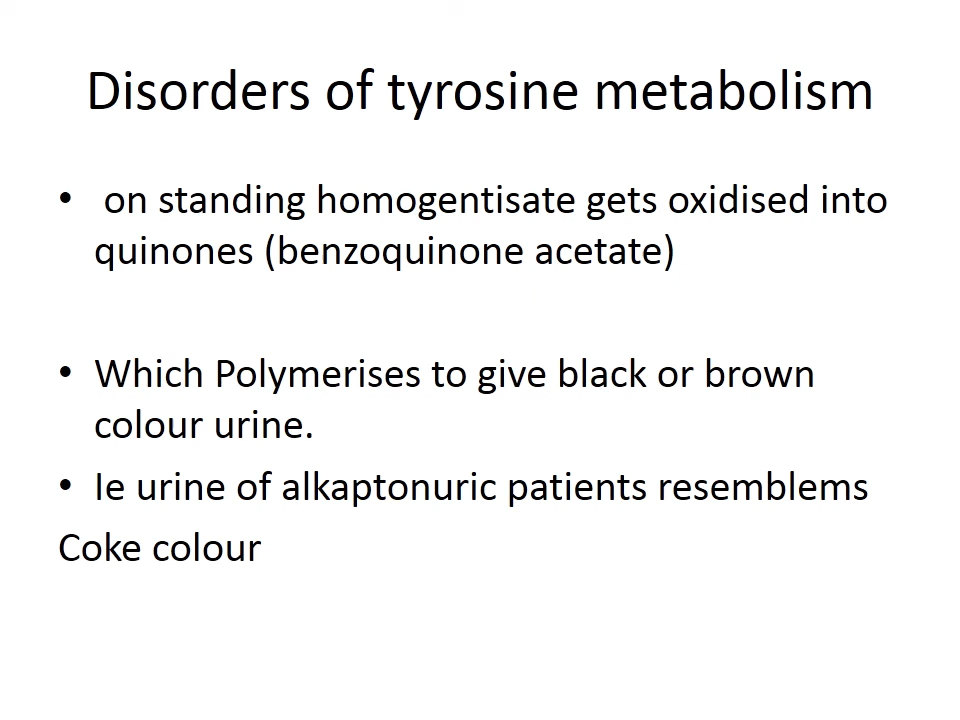 Disorders of tyrosine metabolism
• on standing homogentisate gets oxidised into
quinones (benzoquinone acetate)
• Which Polymerises to give black or brown
colour urine.
• Ie urine of alkaptonuric patients resemblems
Coke colour